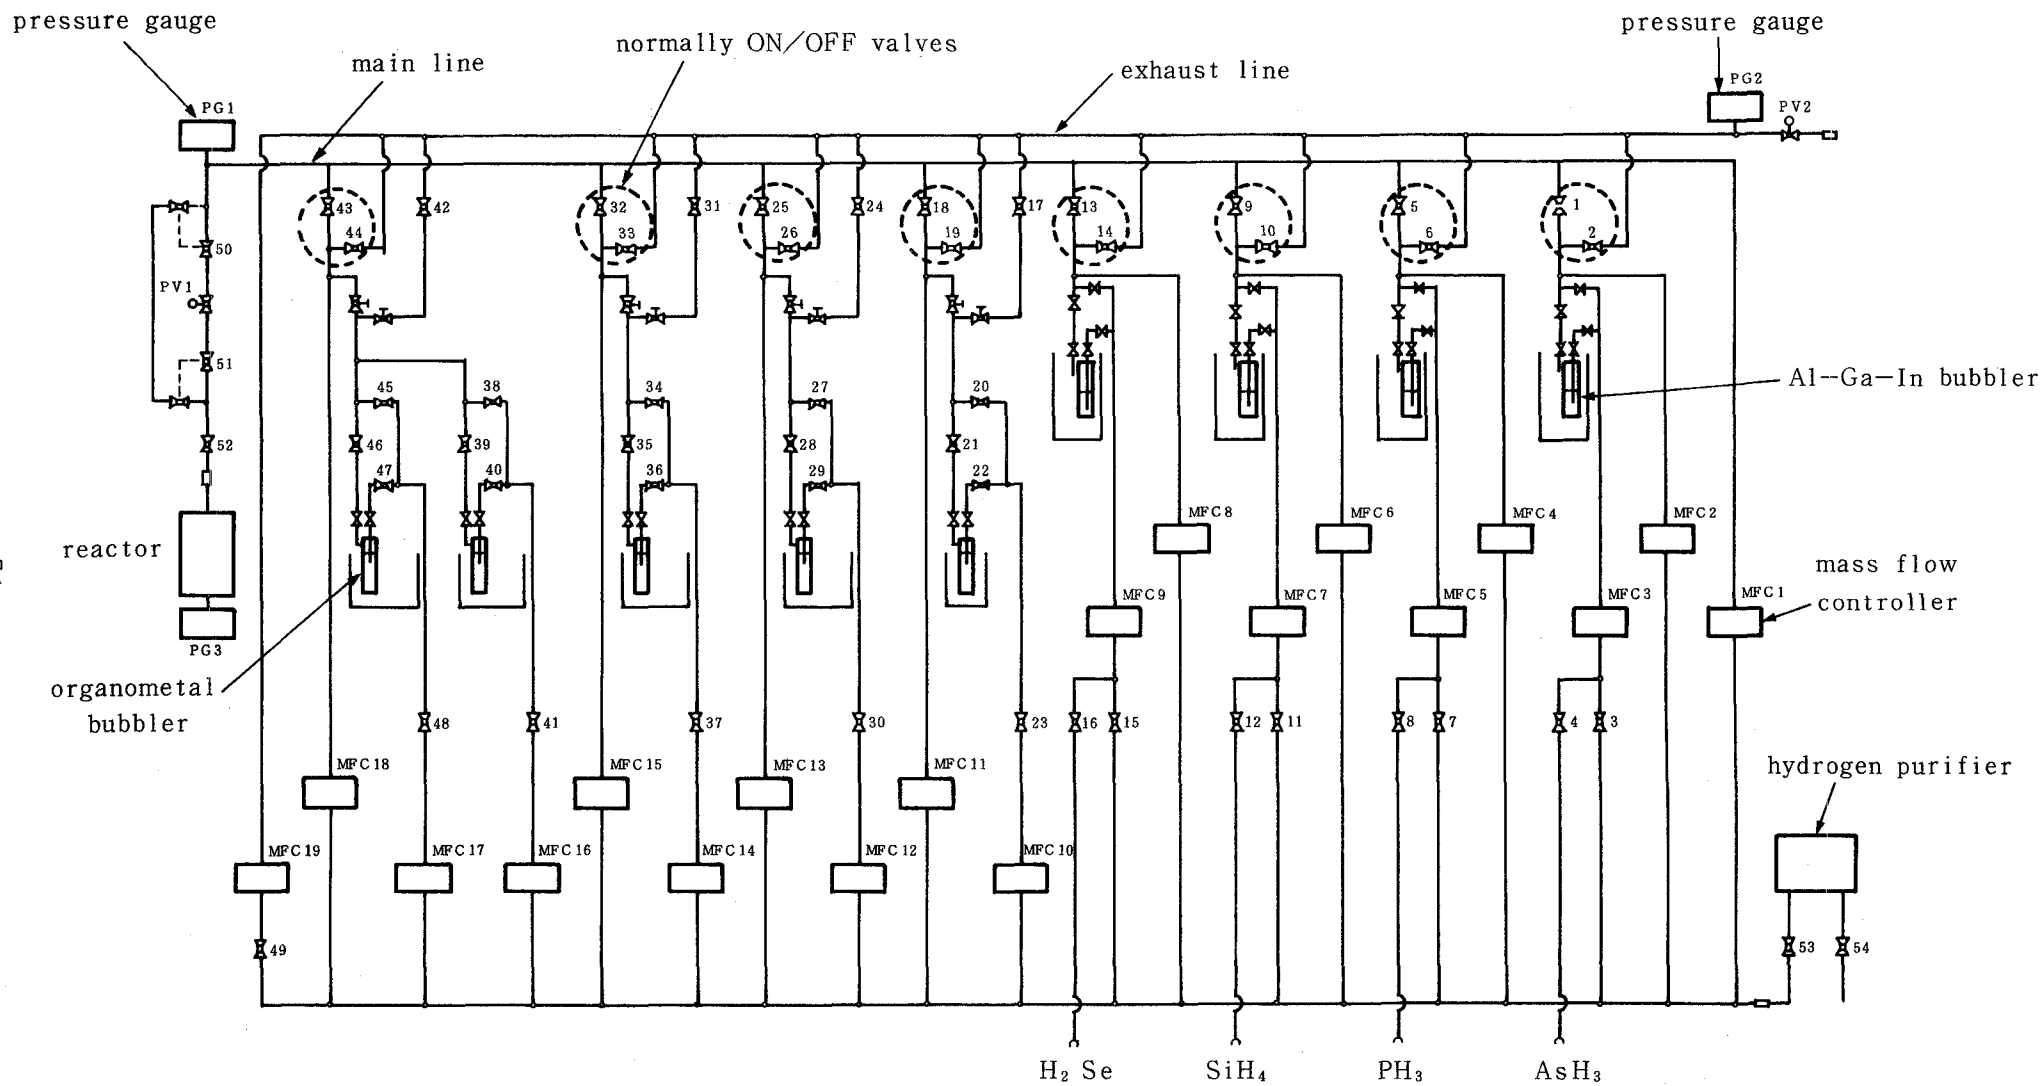 pressure gauge
pressure gauge
normally ON/OFF valves
main line
exhaust line
PG1
PG2
PV2
43
42
32
31
25
24
18
17
13
9
5
1
44
33
26
19
14
10
6
2
50
PV1
51
45
38
34
27
20
Al-Ga-In bubbler
52
46
39
35
28
21
47
40
36
29
22
MFC8
MFC6
MFC4
MFC2
reactor
mass flow
controller
MFC9
MFC7
MFC5
MFC3
MFC1
PG3
organometal
bubbler
48
41
37
30
23
16
15
12
11
8
7
4
3
MFC18
MFC15
MFC13
MFC11
hydrogen purifier
MFC19
MFC17
MFC16
MFC14
MFC12
MFC10
49
53
54
H₂ Se
SiH₄
PH₃
AsH₃